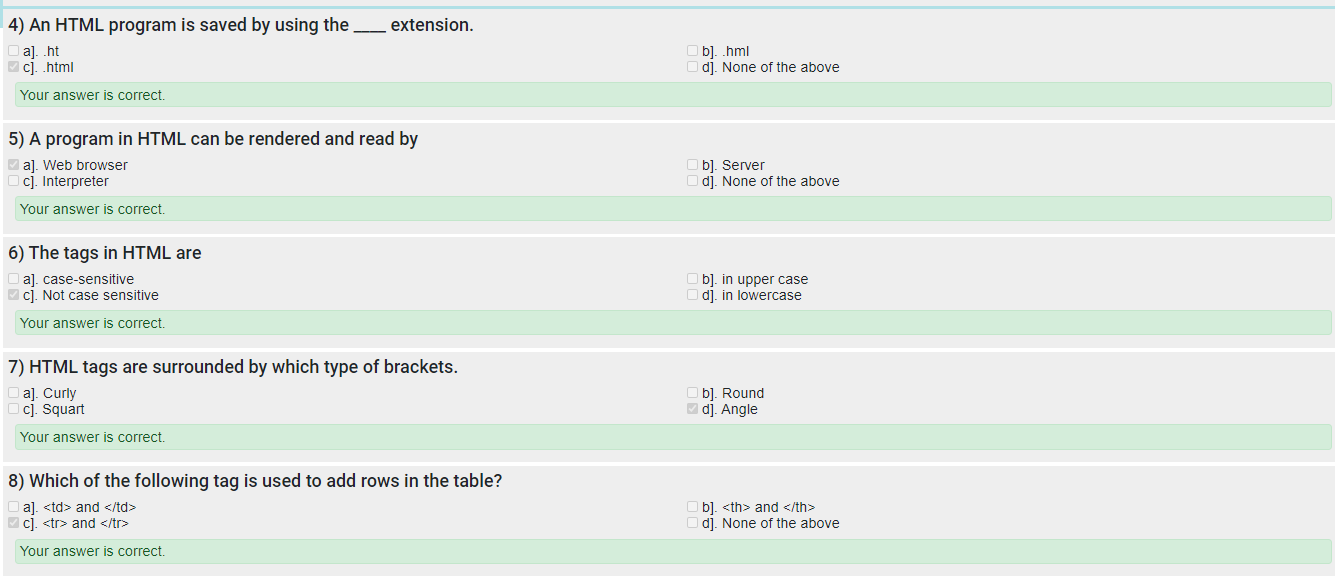 4) An HTML program is saved by using the ____ extension.
a]. .ht b]. .hml
c]. .html d]. None of the above
Your answer is correct.
5) A program in HTML can be rendered and read by
a]. Web browser b]. Server
c]. Interpreter d]. None of the above
Your answer is correct.
6) The tags in HTML are
a]. case-sensitive b]. in upper case
c]. Not case sensitive d]. in lowercase
Your answer is correct.
7) HTML tags are surrounded by which type of brackets.
a]. Curly b]. Round
c]. Squart d]. Angle
Your answer is correct.
8) Which of the following tag is used to add rows in the table?
a]. <td> and </td> b]. <th> and </th>
c]. <tr> and </tr> d]. None of the above
Your answer is correct.